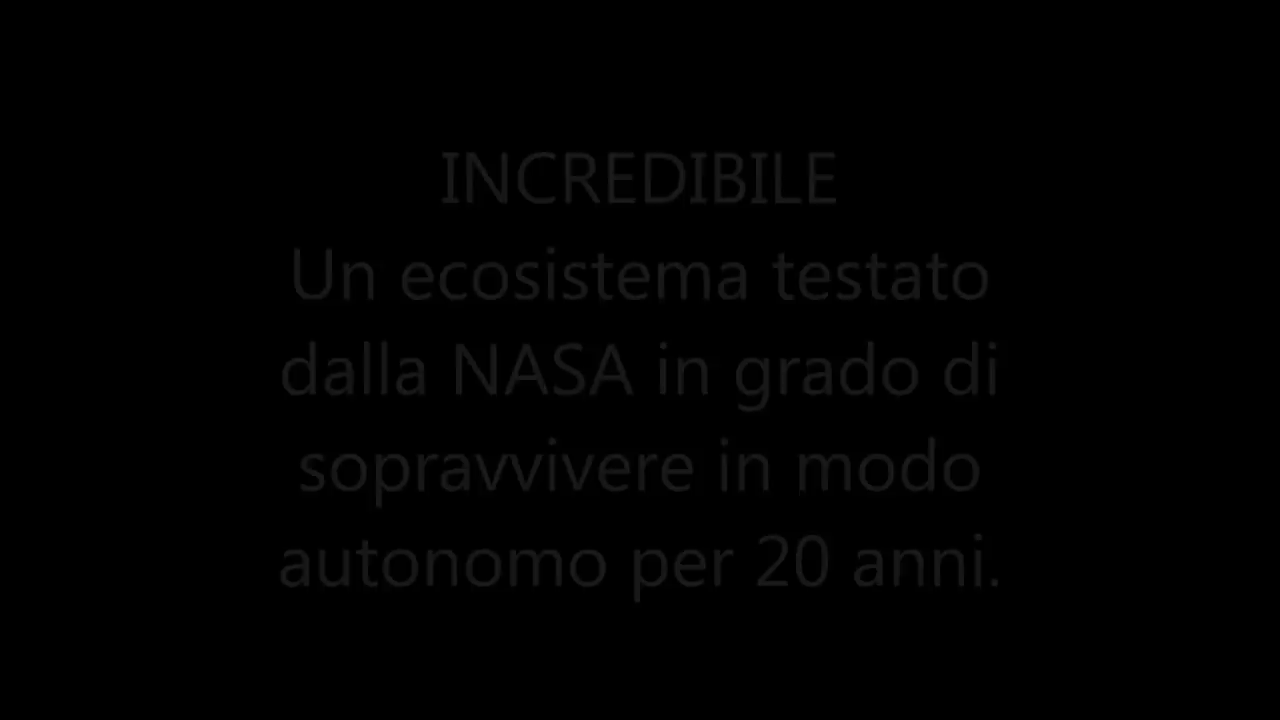 INCREDIBILE
Un ecosistema testato
dalla NASA in grado di
sopravvivere in modo
autonomo per 20 anni.